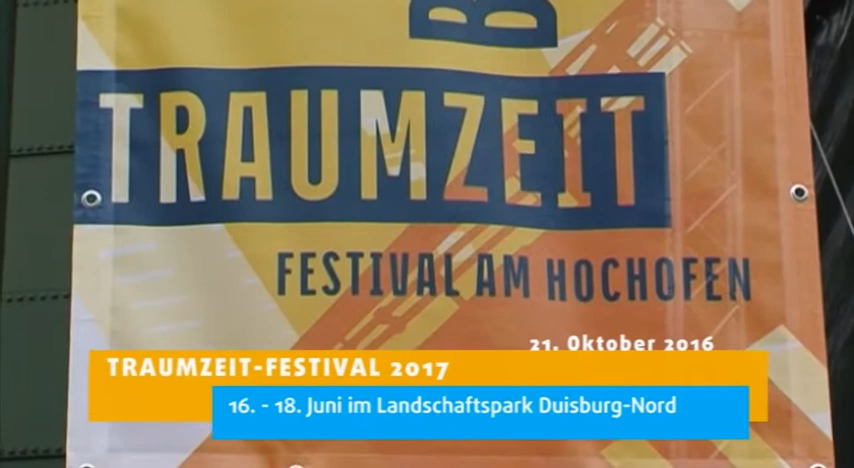 B
TRAUMZEIT
FESTIVAL AM HOCHOFEN
21. Oktober 2016
TRAUMZEIT-FESTIVAL 2017
16. - 18. Juni im Landschaftspark Duisburg-Nord